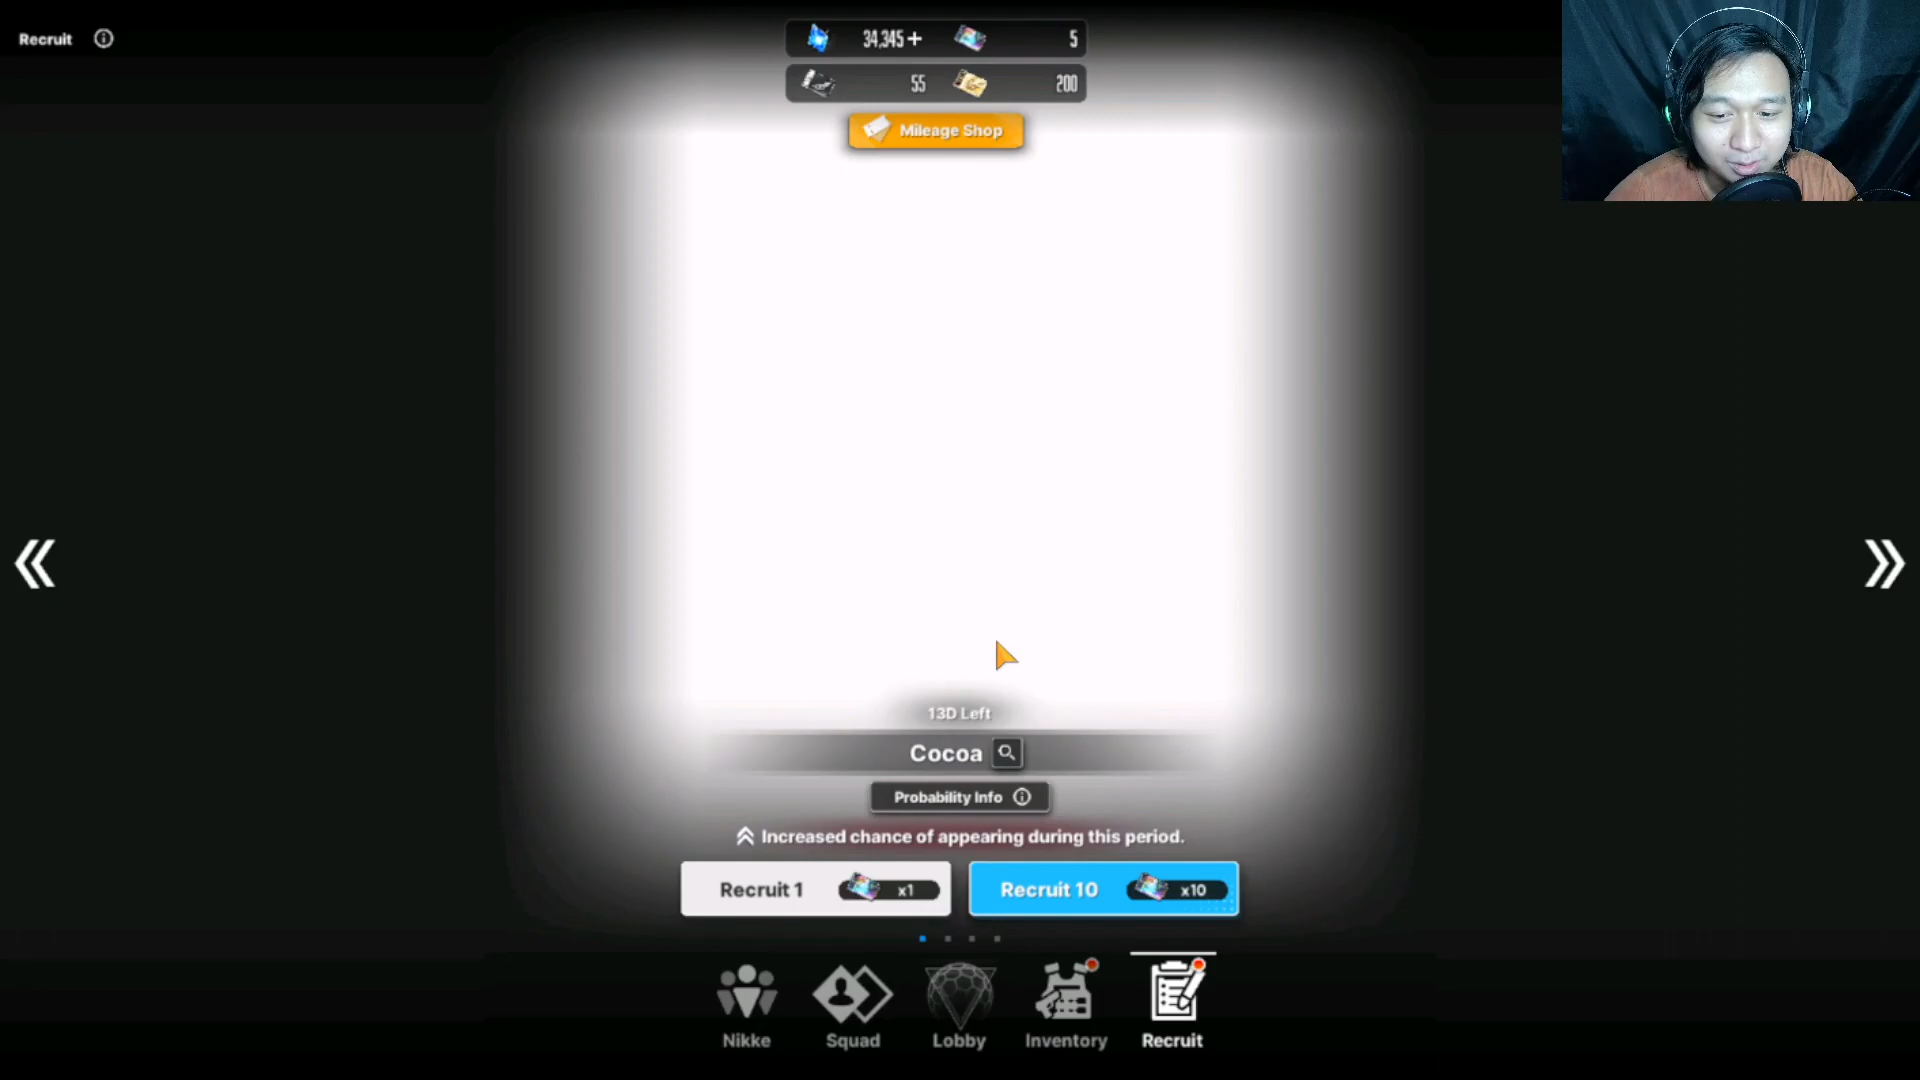 Recruit
34,345
5
55
200
Mileage Shop
13D Left
Cocoa
Probability Info
Increased chance of appearing during this period.
Recruit 1 x1
Recruit 10 x10
Nikke
Squad
Lobby
Inventory
Recruit